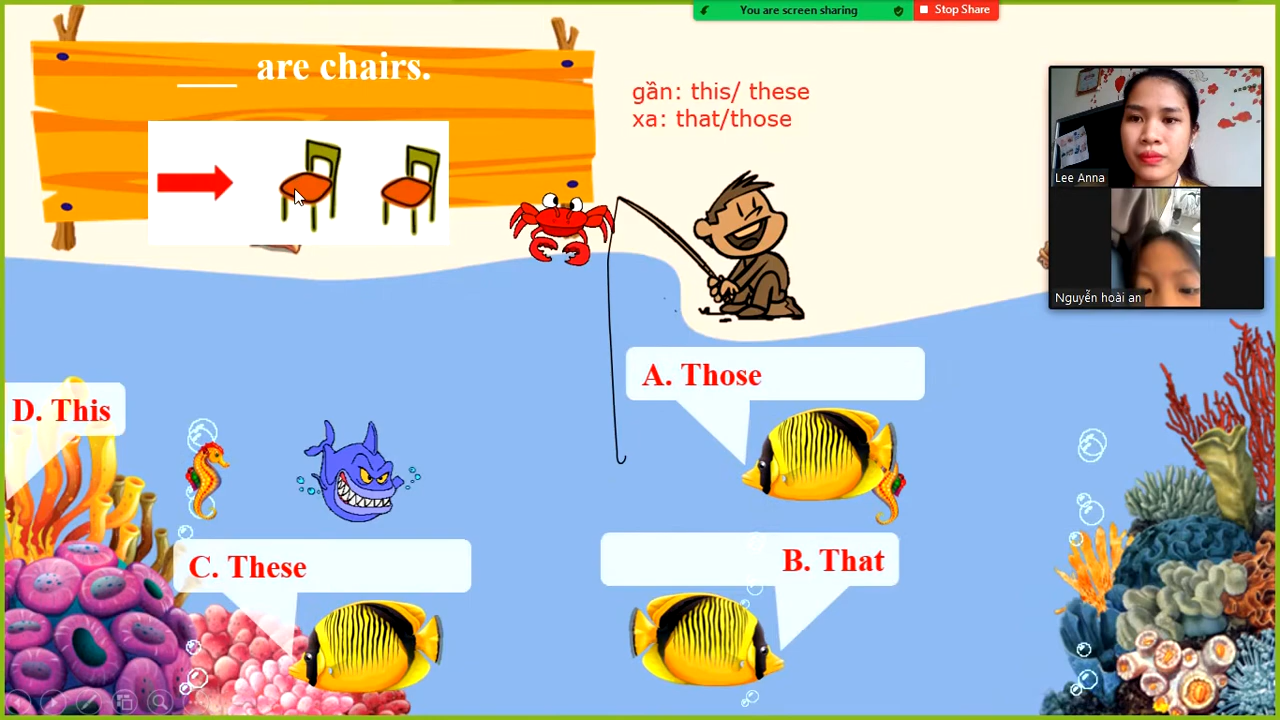 You are screen sharing
Stop Share
____ are chairs.
gần: this/ these
xa: that/those
Lee Anna
Nguyễn hoài an
A. Those
D. This
C. These
B. That